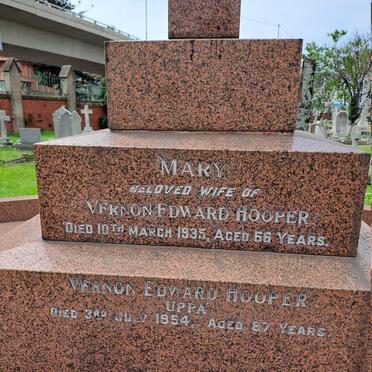 MARY
BELOVED WIFE OF
VERNON EDWARD HOOPER
DIED 10TH MARCH 1935, AGED 66 YEARS.
VERNON EDWARD HOOPER
"UPPA"
DIED 3RD JULY 1954, AGED 87 YEARS.